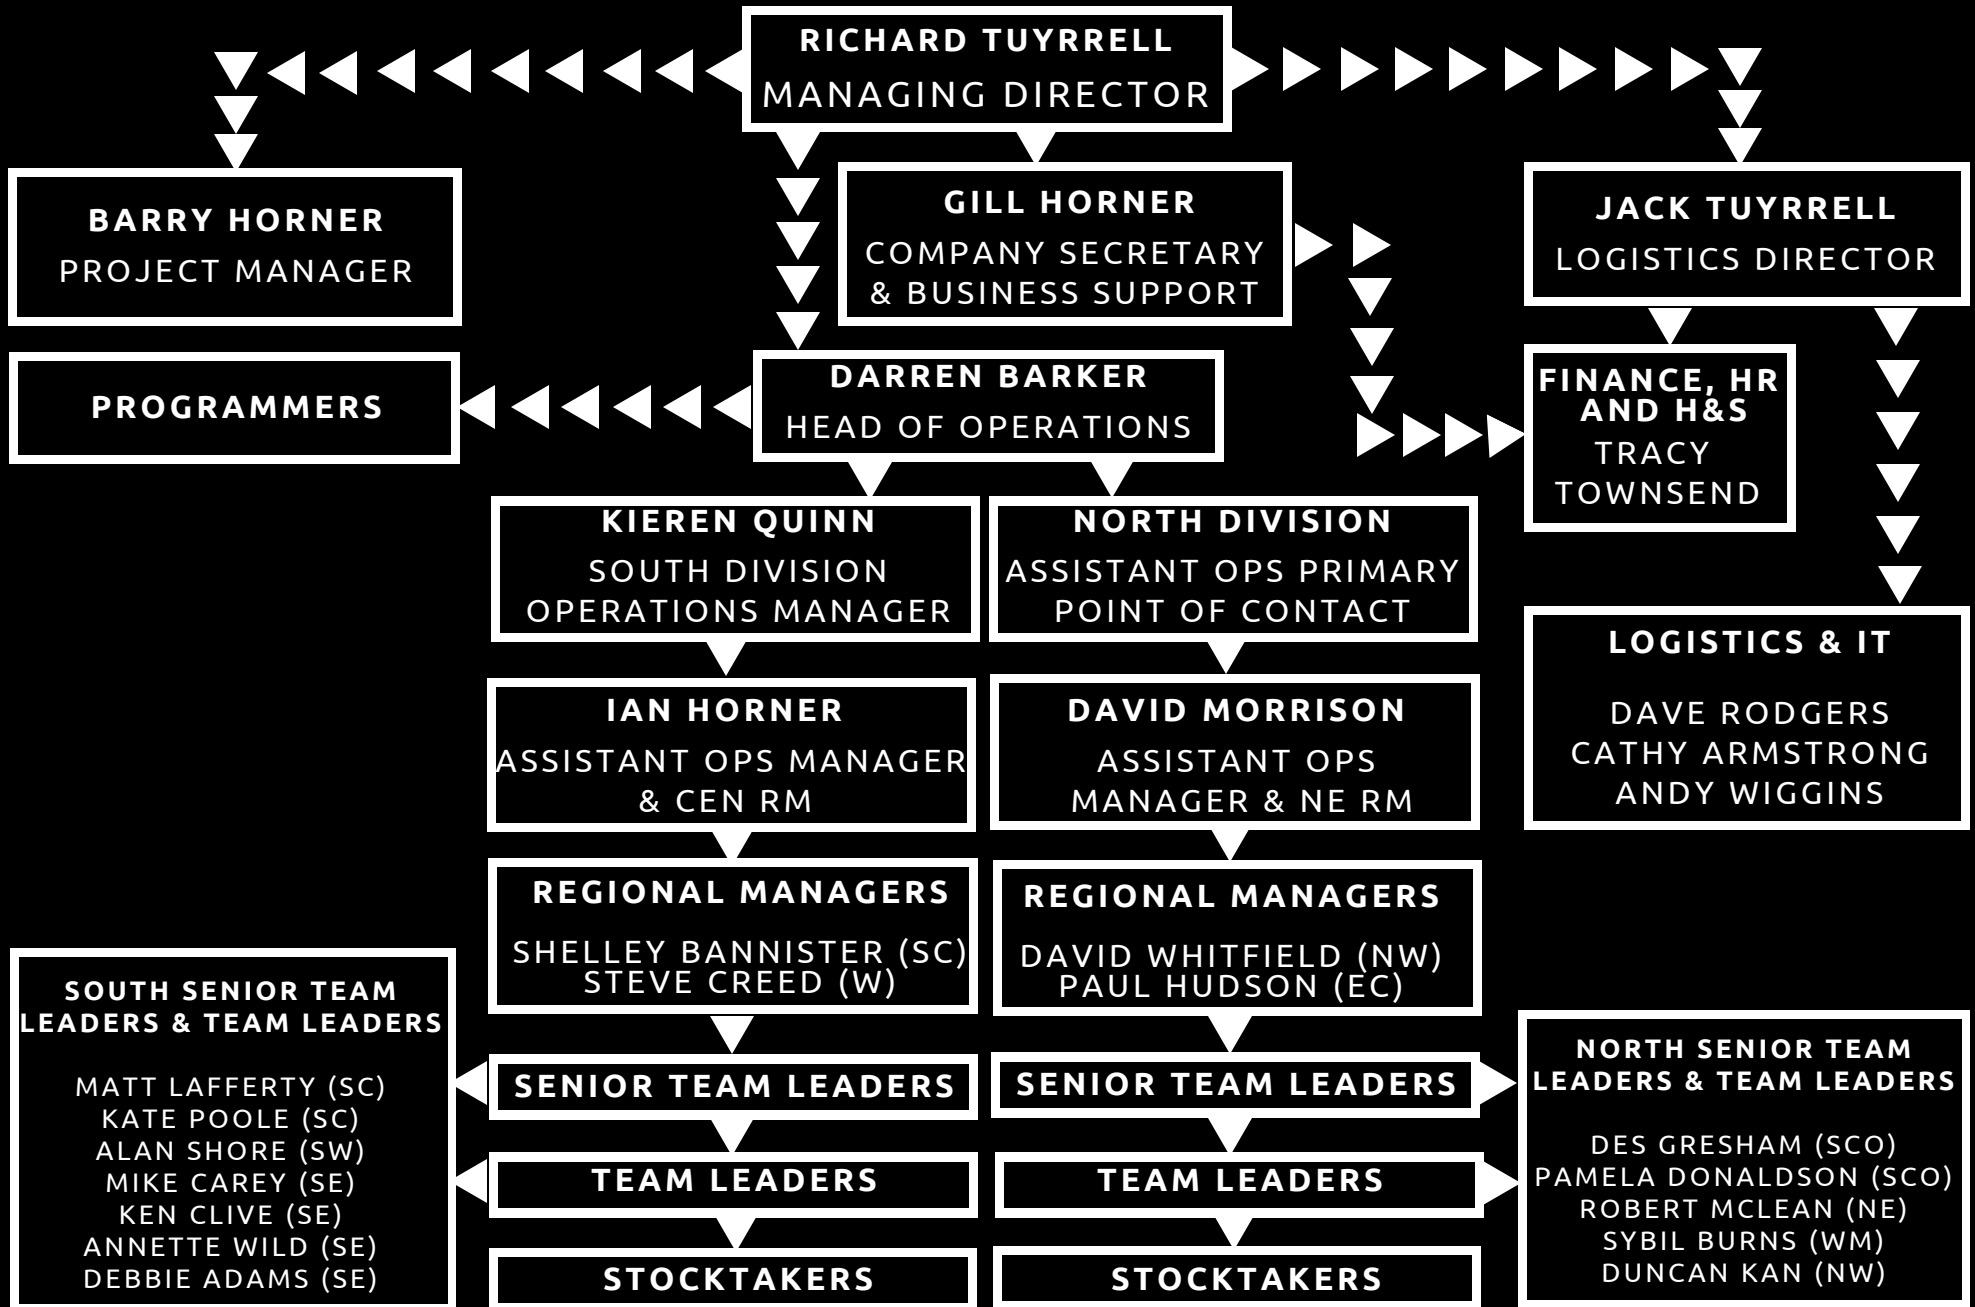 RICHARD TUYRRELL
MANAGING DIRECTOR
BARRY HORNER
PROJECT MANAGER
GILL HORNER
COMPANY SECRETARY
& BUSINESS SUPPORT
JACK TUYRRELL
LOGISTICS DIRECTOR
PROGRAMMERS
DARREN BARKER
HEAD OF OPERATIONS
FINANCE, HR
AND H&S
TRACY
TOWNSEND
KIEREN QUINN
SOUTH DIVISION
OPERATIONS MANAGER
NORTH DIVISION
ASSISTANT OPS PRIMARY
POINT OF CONTACT
LOGISTICS & IT
DAVE RODGERS
CATHY ARMSTRONG
ANDY WIGGINS
IAN HORNER
ASSISTANT OPS MANAGER
& CEN RM
DAVID MORRISON
ASSISTANT OPS
MANAGER & NE RM
REGIONAL MANAGERS
SHELLEY BANNISTER (SC)
STEVE CREED (W)
REGIONAL MANAGERS
DAVID WHITFIELD (NW)
PAUL HUDSON (EC)
SOUTH SENIOR TEAM
LEADERS & TEAM LEADERS
MATT LAFFERTY (SC)
KATE POOLE (SC)
ALAN SHORE (SW)
MIKE CAREY (SE)
KEN CLIVE (SE)
ANNETTE WILD (SE)
DEBBIE ADAMS (SE)
SENIOR TEAM LEADERS
TEAM LEADERS
STOCKTAKERS
SENIOR TEAM LEADERS
TEAM LEADERS
STOCKTAKERS
NORTH SENIOR TEAM
LEADERS & TEAM LEADERS
DES GRESHAM (SCO)
PAMELA DONALDSON (SCO)
ROBERT MCLEAN (NE)
SYBIL BURNS (WM)
DUNCAN KAN (NW)